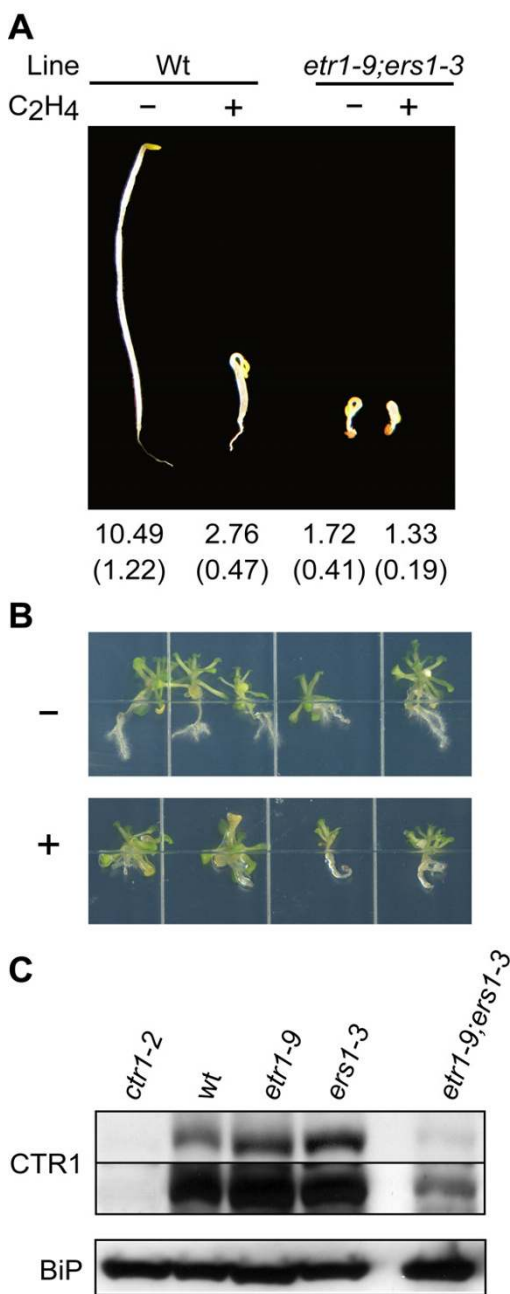 A
Line Wt etr1-9;ers1-3
C2H4 − + − +
10.49 2.76 1.72 1.33
(1.22) (0.47) (0.41) (0.19)
B
−
+
C
ctr1-2 wt etr1-9 ers1-3 etr1-9;ers1-3
CTR1
BiP